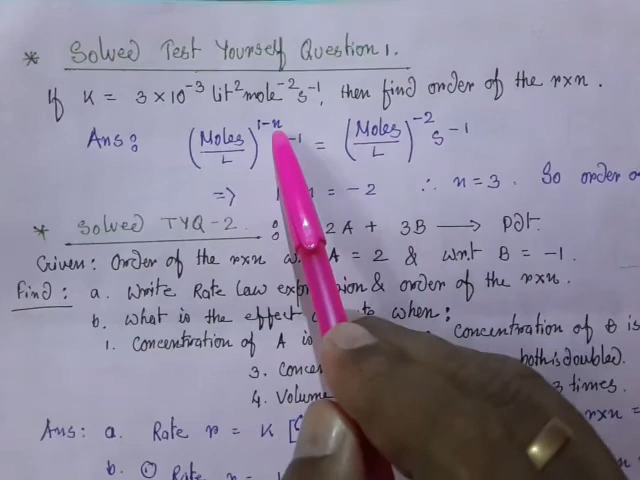 * Solved Test Yourself Question 1.
If K = 3 × 10⁻³ lit² mole⁻² s⁻¹, then find order of the rxn.
Ans: (Moles/L)¹⁻ⁿ ⁻¹ = (Moles/L)⁻² s⁻¹
=> 1 = -2 ∴ n = 3. So order
* Solved TYQ-2. : 2A + 3B → Pdt.
Given: Order of the rxn A = 2 & w.r.t B = -1.
Find: a. Write Rate Law & order of the rxn.
b. What is the effect when:
1. Concentration of A is concentration of B is
3. both is doubled.
4. Volume 3 times.
Ans: a. Rate r = K [ rxn =
b. ① Rate